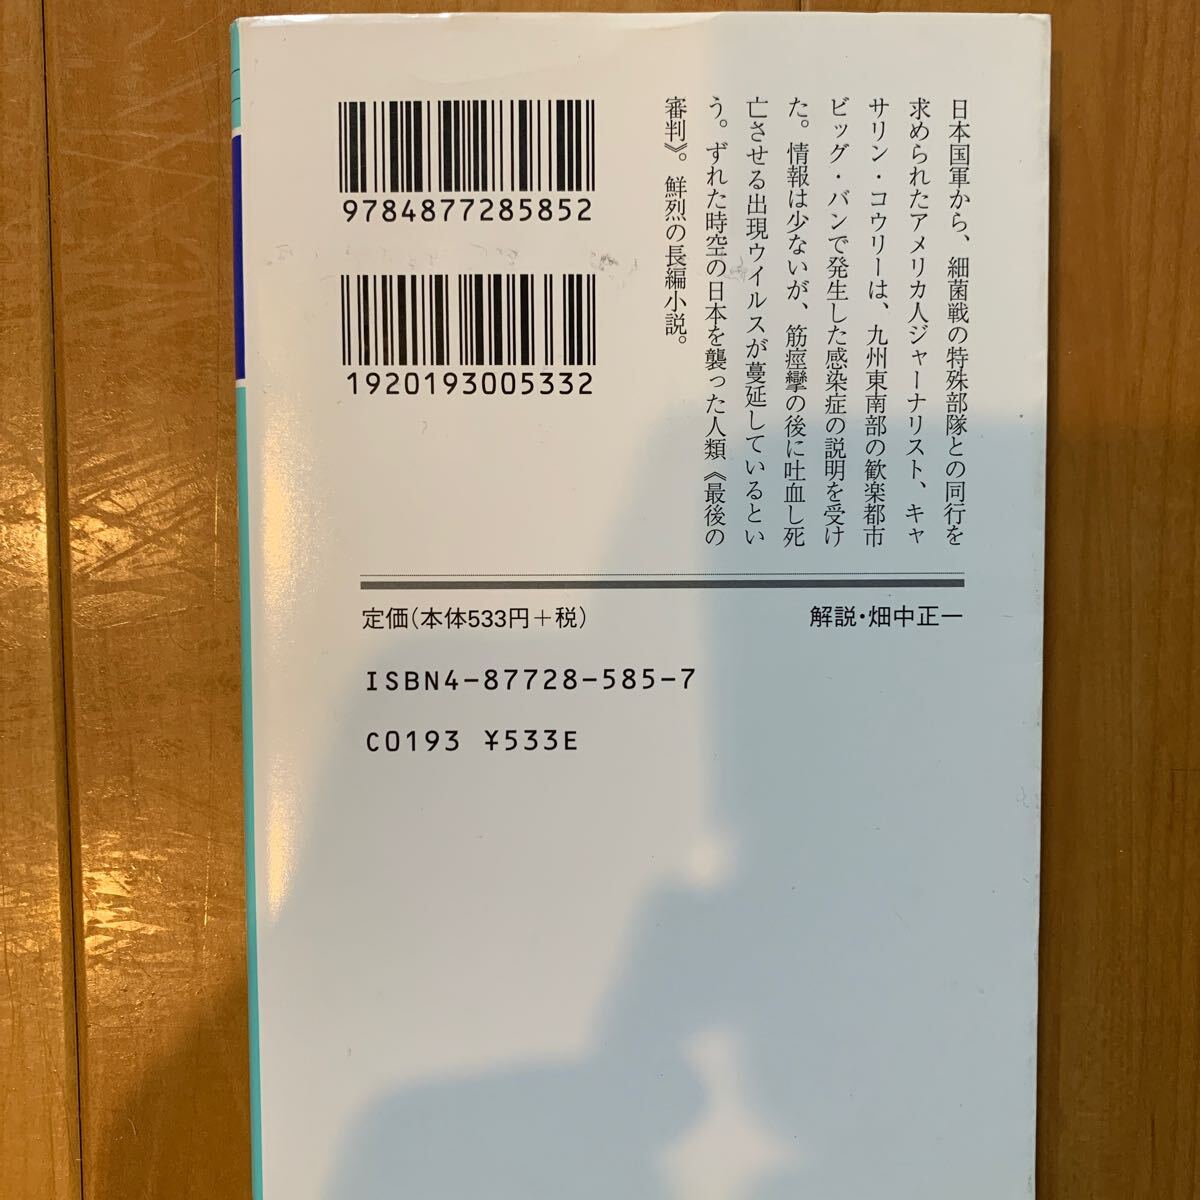 9784877285852
1920193005332
日本国軍から、細菌戦の特殊部隊との同行を
求められたアメリカ人ジャーナリスト、キャ
サリン・コウリーは、九州東南部の歓楽都市
ビッグ・バンで発生した感染症の説明を受け
た。情報は少ないが、筋痙攣の後に吐血し死
亡させる出現ウイルスが蔓延しているとい
う。ずれた時空の日本を襲った人類《最後の
審判》。鮮烈の長編小説。
定価(本体533円+税)
解説・畑中正一
ISBN4-87728-585-7
C0193 ¥533E